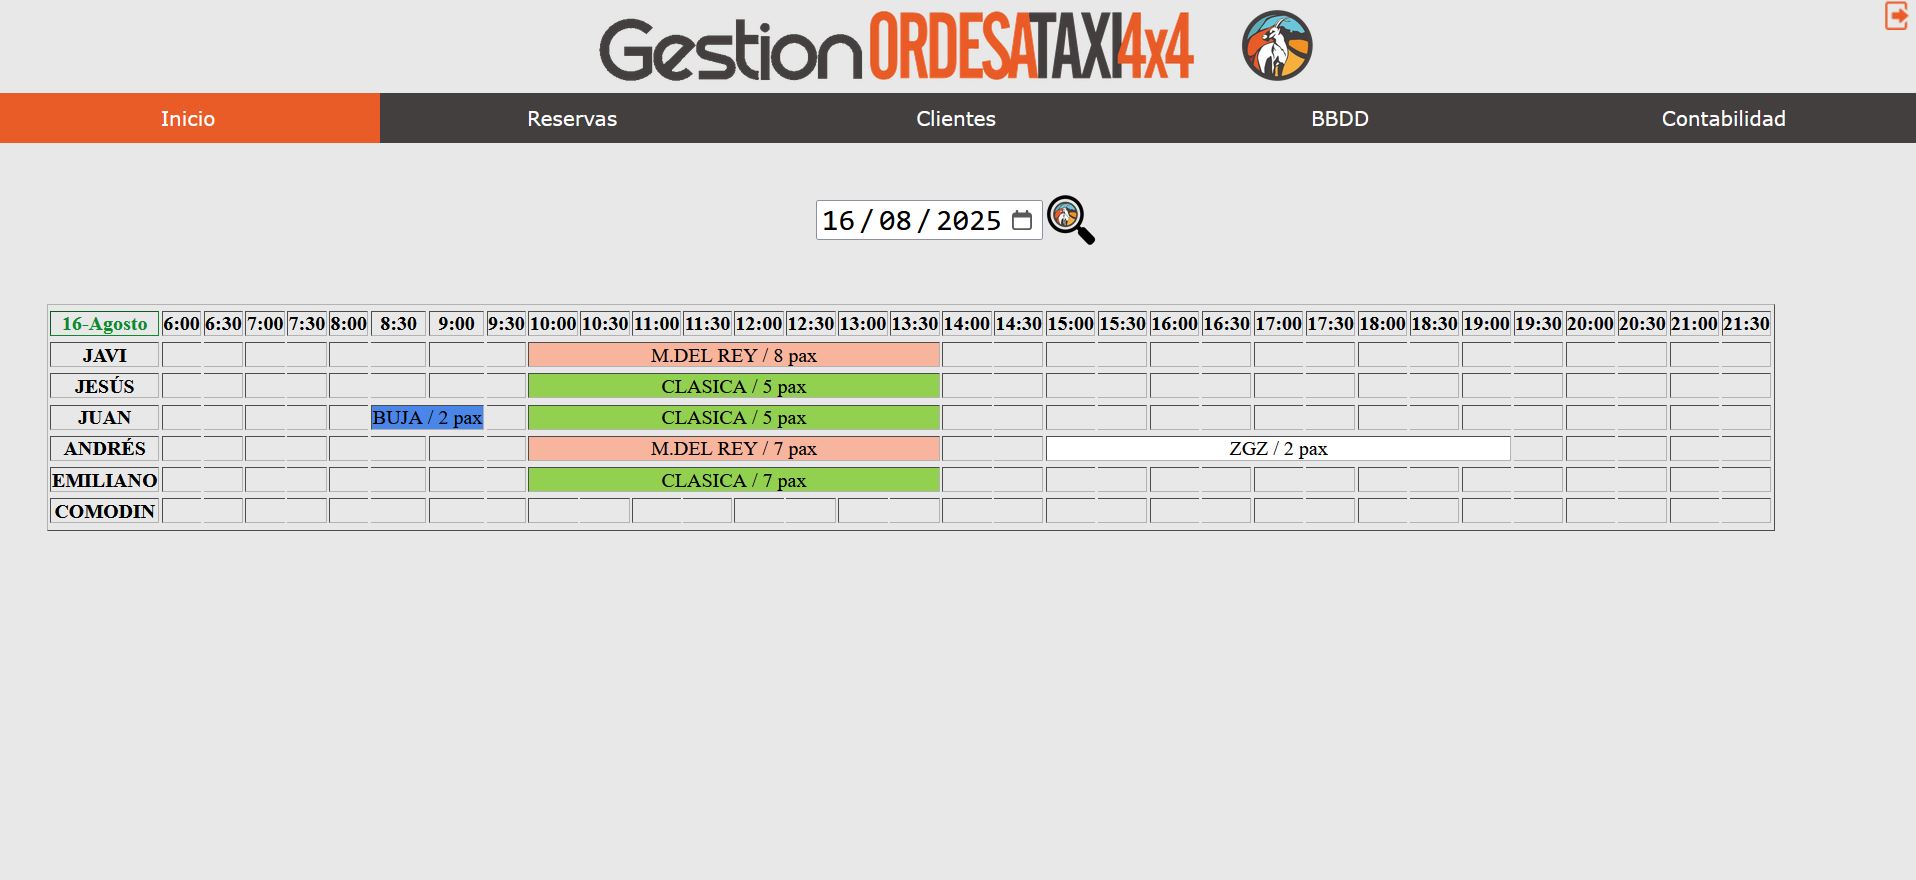 Gestion ORDESATAXI4x4
Inicio Reservas Clientes BBDD Contabilidad
16/08/2025
16-Agosto 6:00 6:30 7:00 7:30 8:00 8:30 9:00 9:30 10:00 10:30 11:00 11:30 12:00 12:30 13:00 13:30 14:00 14:30 15:00 15:30 16:00 16:30 17:00 17:30 18:00 18:30 19:00 19:30 20:00 20:30 21:00 21:30
JAVI M.DEL REY / 8 pax
JESÚS CLASICA / 5 pax
JUAN BUJA / 2 pax CLASICA / 5 pax
ANDRÉS M.DEL REY / 7 pax ZGZ / 2 pax
EMILIANO CLASICA / 7 pax
COMODIN